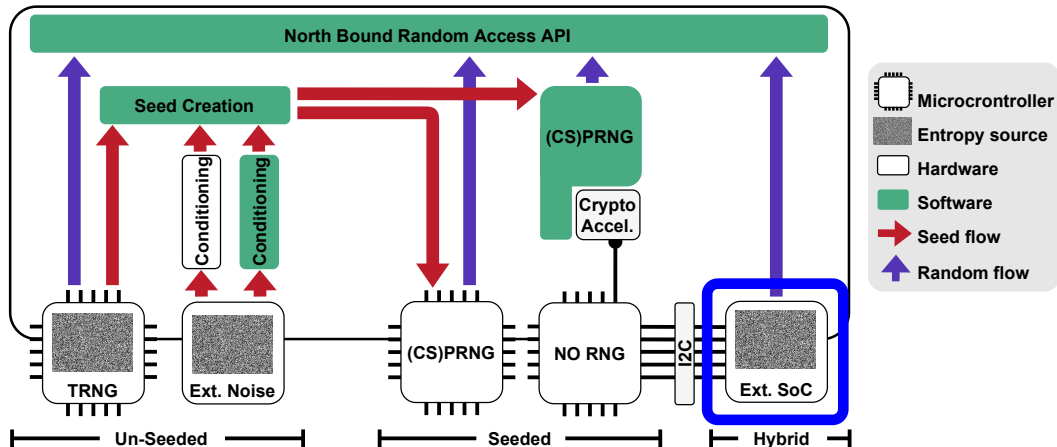 North Bound Random Access API
Seed Creation
(CS)PRNG
Conditioning
Conditioning
Crypto
Accel.
TRNG
Ext. Noise
(CS)PRNG
NO RNG
I2C
Ext. SoC
Un-Seeded
Seeded
Hybrid
Microcrontroller
Entropy source
Hardware
Software
Seed flow
Random flow